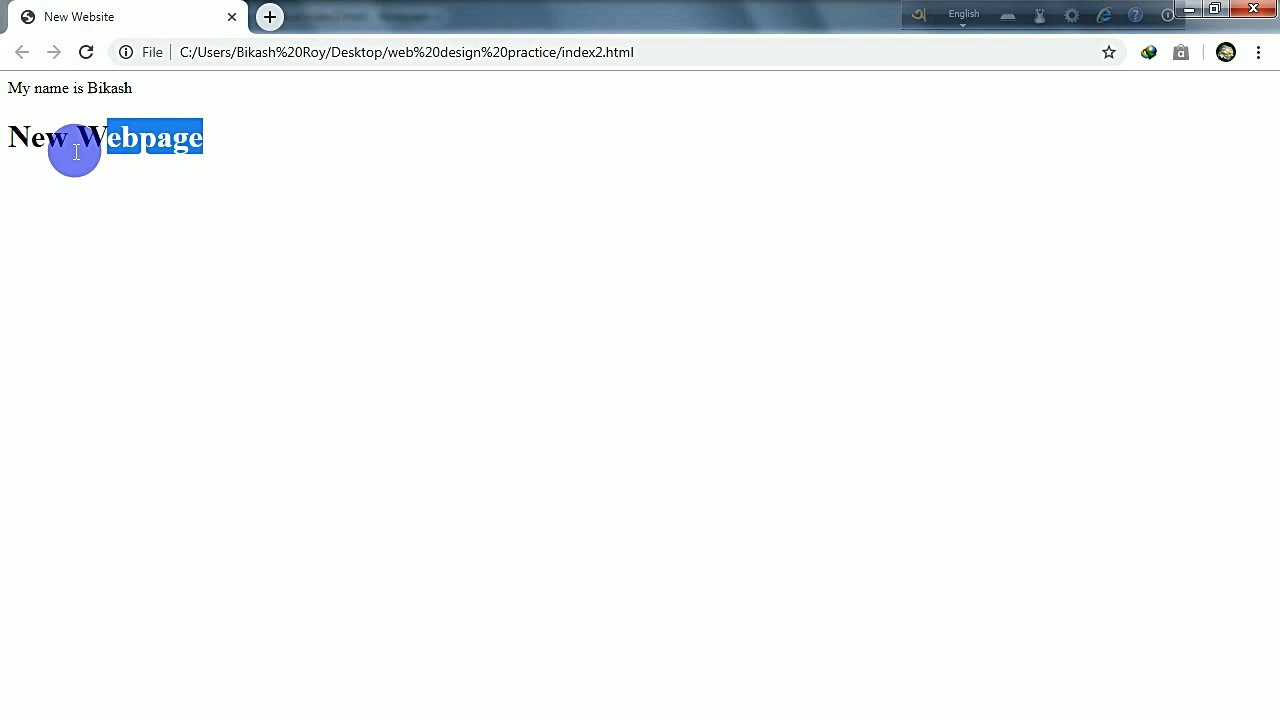 New Website
English
File
C:/Users/Bikash%20Roy/Desktop/web%20design%20practice/index2.html
My name is Bikash
New Webpage